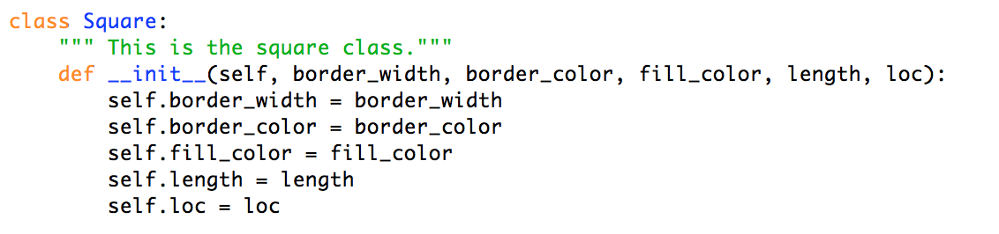 class Square:
    """ This is the square class."""
    def __init__(self, border_width, border_color, fill_color, length, loc):
        self.border_width = border_width
        self.border_color = border_color
        self.fill_color = fill_color
        self.length = length
        self.loc = loc